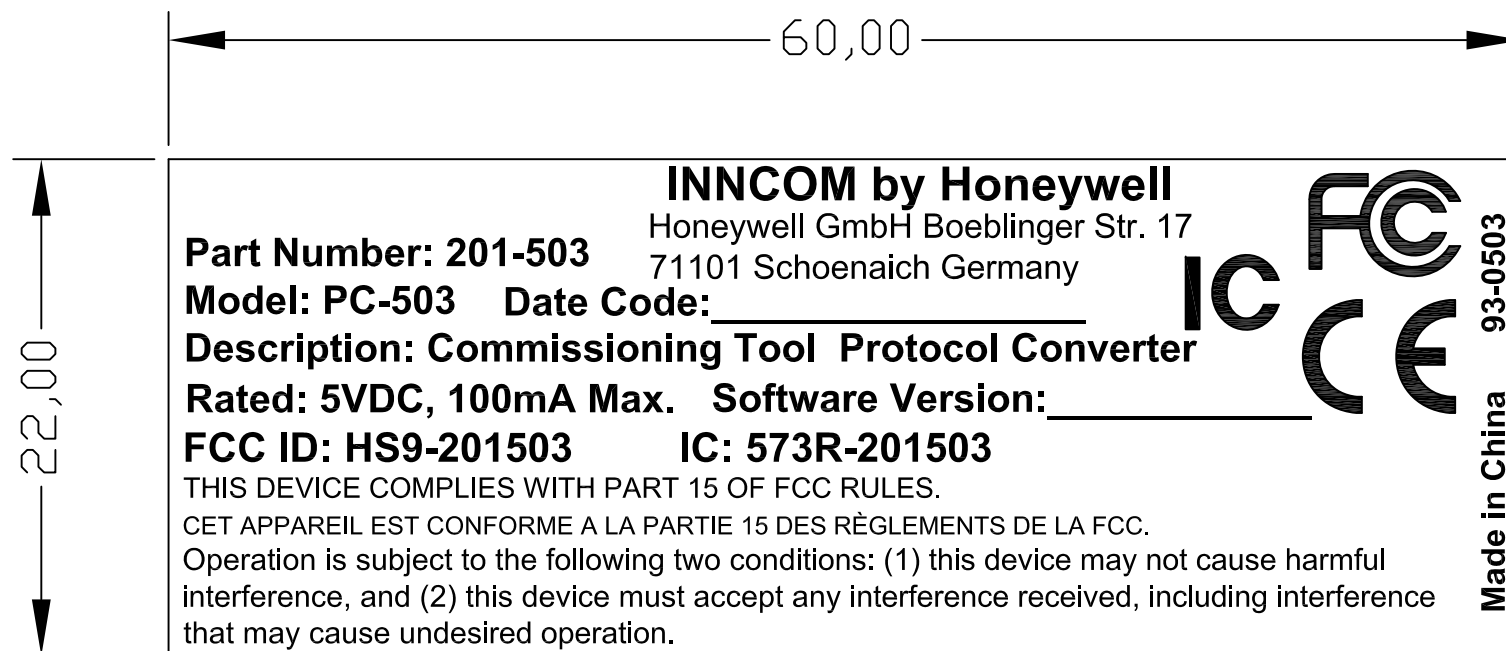 60,00
22,00
INNCOM by Honeywell
Honeywell GmbH Boeblinger Str. 17
71101 Schoenaich Germany
Part Number: 201-503
Model: PC-503 Date Code:
Description: Commissioning Tool Protocol Converter
Rated: 5VDC, 100mA Max. Software Version:
FCC ID: HS9-201503 IC: 573R-201503
THIS DEVICE COMPLIES WITH PART 15 OF FCC RULES.
CET APPAREIL EST CONFORME A LA PARTIE 15 DES RÈGLEMENTS DE LA FCC.
Operation is subject to the following two conditions: (1) this device may not cause harmful
interference, and (2) this device must accept any interference received, including interference
that may cause undesired operation.
FC
IC
CE
Made in China 93-0503